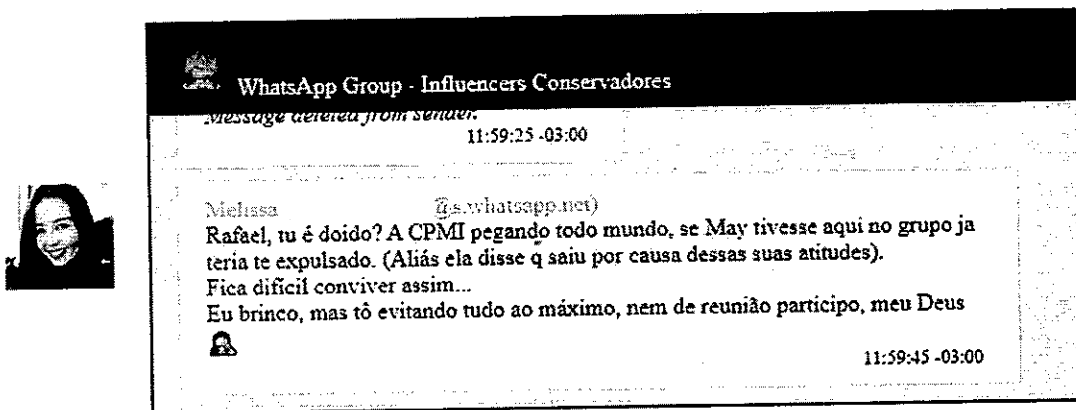 WhatsApp Group - Influencers Conservadores
Message deleted from sender.
11:59:25 -03:00
Melissa @s.whatsapp.net)
Rafael, tu é doido? A CPMI pegando todo mundo, se May tivesse aqui no grupo ja
teria te expulsado. (Aliás ela disse q saiu por causa dessas suas atitudes).
Fica difícil conviver assim...
Eu brinco, mas tô evitando tudo ao máximo, nem de reunião participo, meu Deus
11:59:45 -03:00